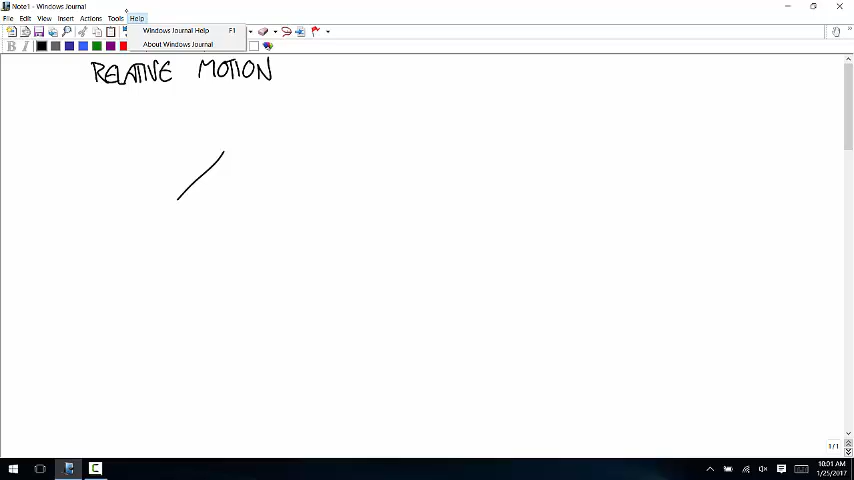 Note1 - Windows Journal
File Edit View Insert Actions Tools Help
Windows Journal Help F1
About Windows Journal
B I
RELATIVE MOTION
1/1
C
10:01 AM
1/25/2017